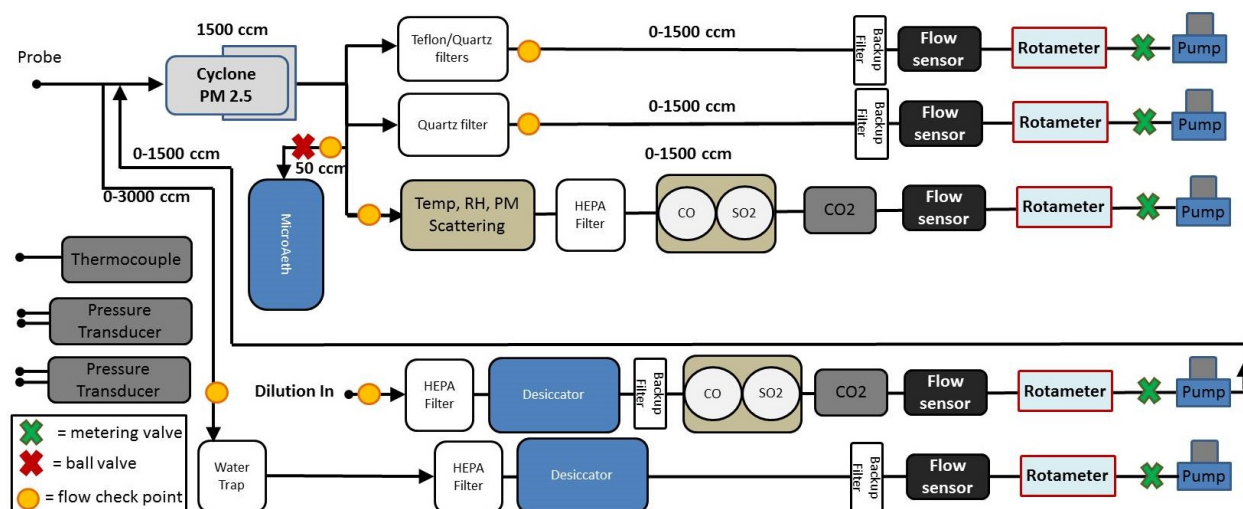 1500 ccm
Probe
Cyclone
PM 2.5
Teflon/Quartz
filters
0-1500 ccm
Backup
Filter
Flow
sensor
Rotameter
Pump
Quartz filter
0-1500 ccm
Backup
Filter
Flow
sensor
Rotameter
Pump
0-1500 ccm
0-3000 ccm
50 ccm
MicroAeth
0-1500 ccm
Temp, RH, PM
Scattering
HEPA
Filter
CO
SO2
CO2
Flow
sensor
Rotameter
Pump
Thermocouple
Pressure
Transducer
Pressure
Transducer
Dilution In
HEPA
Filter
Desiccator
Backup
Filter
CO
SO2
CO2
Flow
sensor
Rotameter
Pump
= metering valve
= ball valve
= flow check point
Water
Trap
HEPA
Filter
Desiccator
Backup
Filter
Flow
sensor
Rotameter
Pump